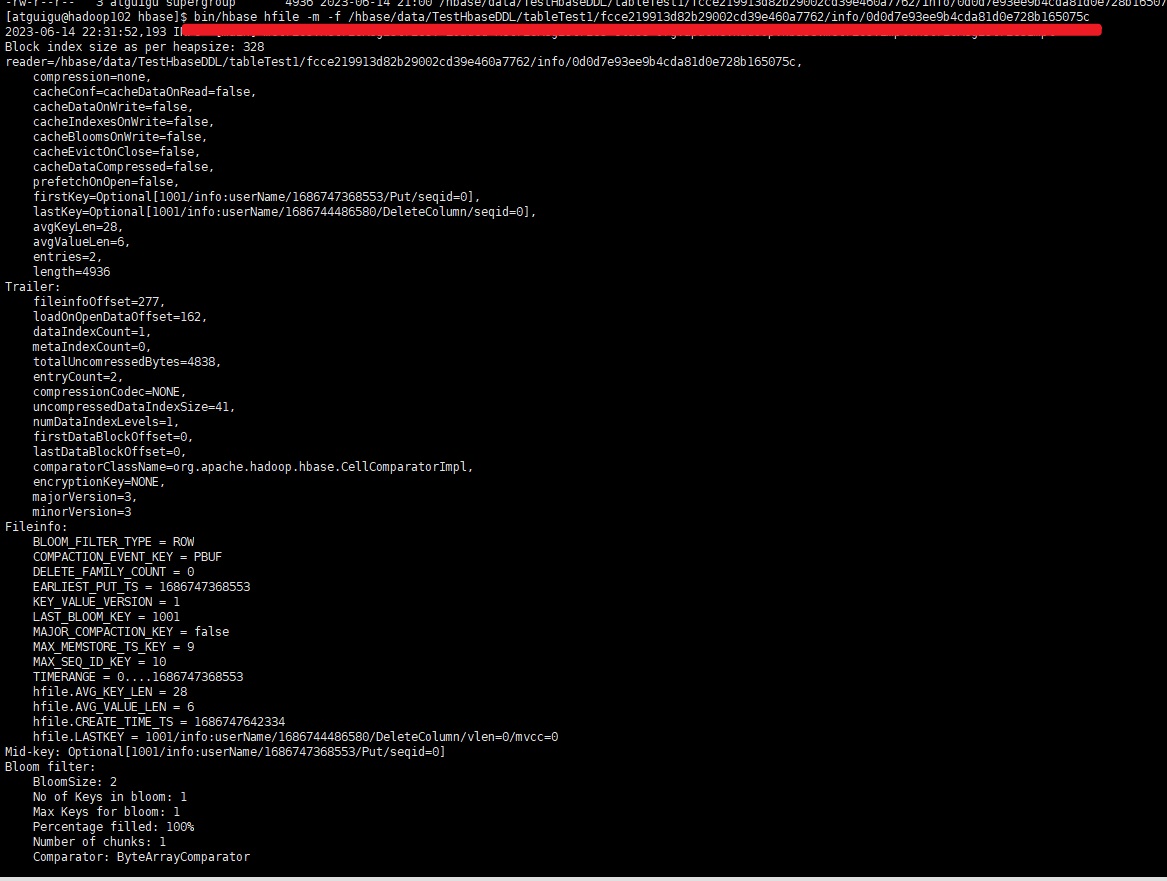 -rw-r--r--   3 atguigu supergroup       4936 2023-06-14 21:00 /hbase/data/TestHbaseDDL/tableTest1/fcce219913d82b29002cd39e460a7762/info/0d0d7e93ee9b4cda81d0e728b16507
[atguigu@hadoop102 hbase]$ bin/hbase hfile -m -f /hbase/data/TestHbaseDDL/tableTest1/fcce219913d82b29002cd39e460a7762/info/0d0d7e93ee9b4cda81d0e728b165075c
2023-06-14 22:31:52,193
Block index size as per heapsize: 328
reader=/hbase/data/TestHbaseDDL/tableTest1/fcce219913d82b29002cd39e460a7762/info/0d0d7e93ee9b4cda81d0e728b165075c,
    compression=none,
    cacheConf=cacheDataOnRead=false,
    cacheDataOnWrite=false,
    cacheIndexesOnWrite=false,
    cacheBloomsOnWrite=false,
    cacheEvictOnClose=false,
    cacheDataCompressed=false,
    prefetchOnOpen=false,
    firstKey=Optional[1001/info:userName/1686747368553/Put/seqid=0],
    lastKey=Optional[1001/info:userName/1686744486580/DeleteColumn/seqid=0],
    avgKeyLen=28,
    avgValueLen=6,
    entries=2,
    length=4936
Trailer:
    fileinfoOffset=277,
    loadOnOpenDataOffset=162,
    dataIndexCount=1,
    metaIndexCount=0,
    totalUncomressedBytes=4838,
    entryCount=2,
    compressionCodec=NONE,
    uncompressedDataIndexSize=41,
    numDataIndexLevels=1,
    firstDataBlockOffset=0,
    lastDataBlockOffset=0,
    comparatorClassName=org.apache.hadoop.hbase.CellComparatorImpl,
    encryptionKey=NONE,
    majorVersion=3,
    minorVersion=3
Fileinfo:
    BLOOM_FILTER_TYPE = ROW
    COMPACTION_EVENT_KEY = PBUF
    DELETE_FAMILY_COUNT = 0
    EARLIEST_PUT_TS = 1686747368553
    KEY_VALUE_VERSION = 1
    LAST_BLOOM_KEY = 1001
    MAJOR_COMPACTION_KEY = false
    MAX_MEMSTORE_TS_KEY = 9
    MAX_SEQ_ID_KEY = 10
    TIMERANGE = 0....1686747368553
    hfile.AVG_KEY_LEN = 28
    hfile.AVG_VALUE_LEN = 6
    hfile.CREATE_TIME_TS = 1686747642334
    hfile.LASTKEY = 1001/info:userName/1686744486580/DeleteColumn/vlen=0/mvcc=0
Mid-key: Optional[1001/info:userName/1686747368553/Put/seqid=0]
Bloom filter:
    BloomSize: 2
    No of Keys in bloom: 1
    Max Keys for bloom: 1
    Percentage filled: 100%
    Number of chunks: 1
    Comparator: ByteArrayComparator